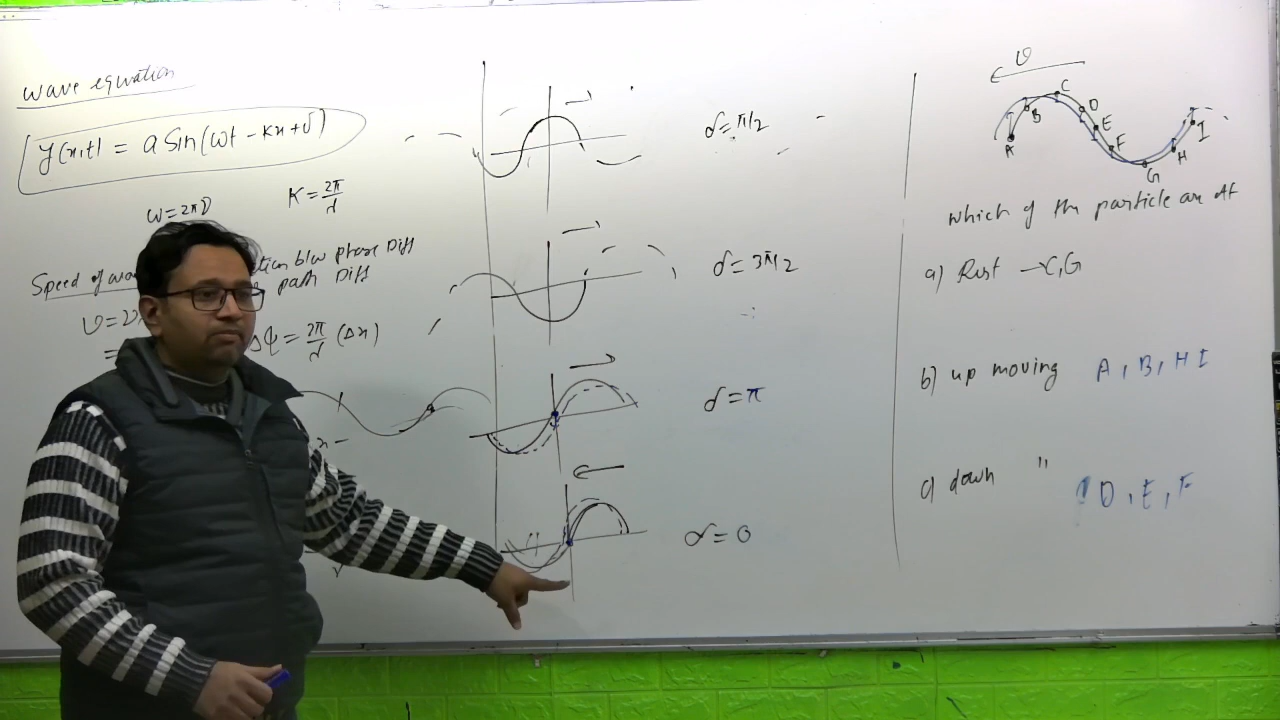 wave equation
y(x,t) = a sin(ωt - Kx + δ)
ω = 2πν
K = 2π/λ
Speed of
tion b/w phase Diff
path Diff
υ = ν
Δφ = 2π/λ (Δx)
=
δ = π/2
δ = 3π/2
δ = π
δ = 0
υ
A
B
C
D
E
F
G
H
I
which of the particle are At
a) Rest → C, G
b) up moving A, B, H I
c) down " D, E, F